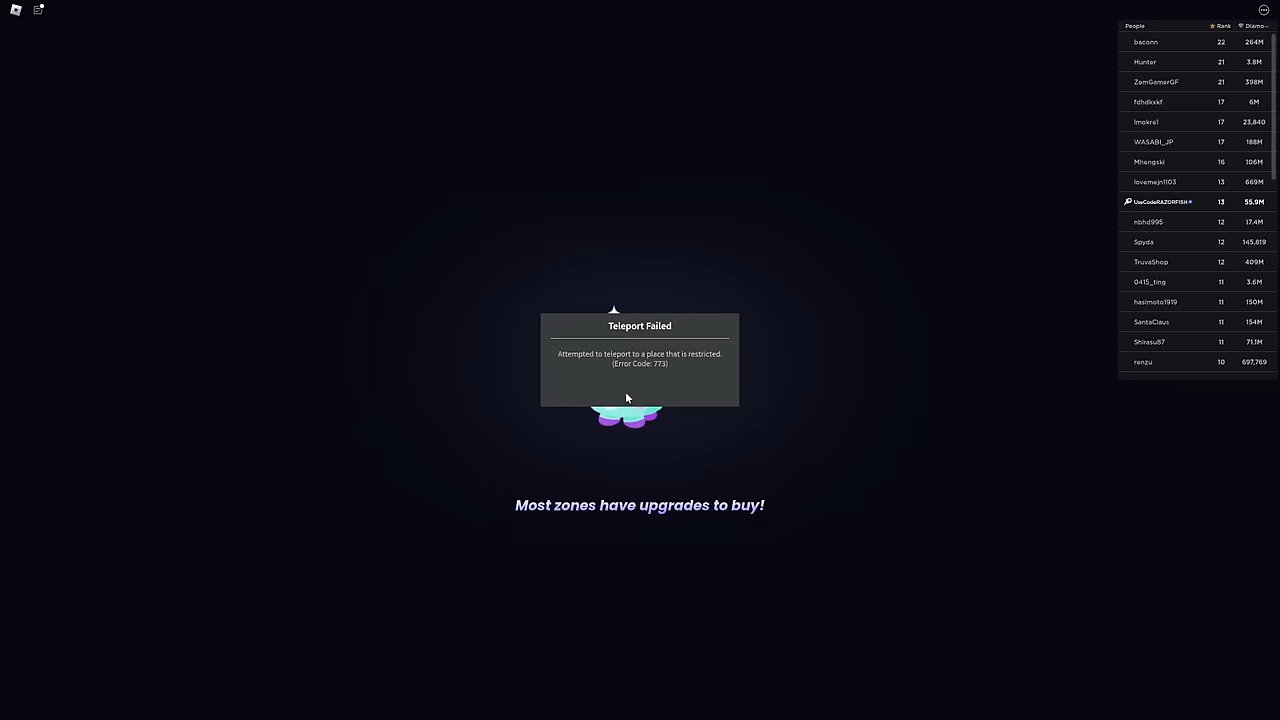 People Rank Diamo—
baconn 22 264M
Hunter 21 3.8M
ZemGamerGF 21 398M
fdhdkxkf 17 6M
lmokre1 17 23,840
WASABI_JP 17 188M
Mhengski 16 106M
lovemejn1103 13 669M
UseCodeRAZORFISH 13 55.9M
nbhd995 12 17.4M
Spyda 12 145,819
TruvaShop 12 409M
0415_ting 11 3.6M
hasimoto1919 11 150M
SantaClaus 11 154M
Shirasu87 11 71.1M
renzu 10 697,769
Teleport Failed
Attempted to teleport to a place that is restricted.
(Error Code: 773)
Most zones have upgrades to buy!